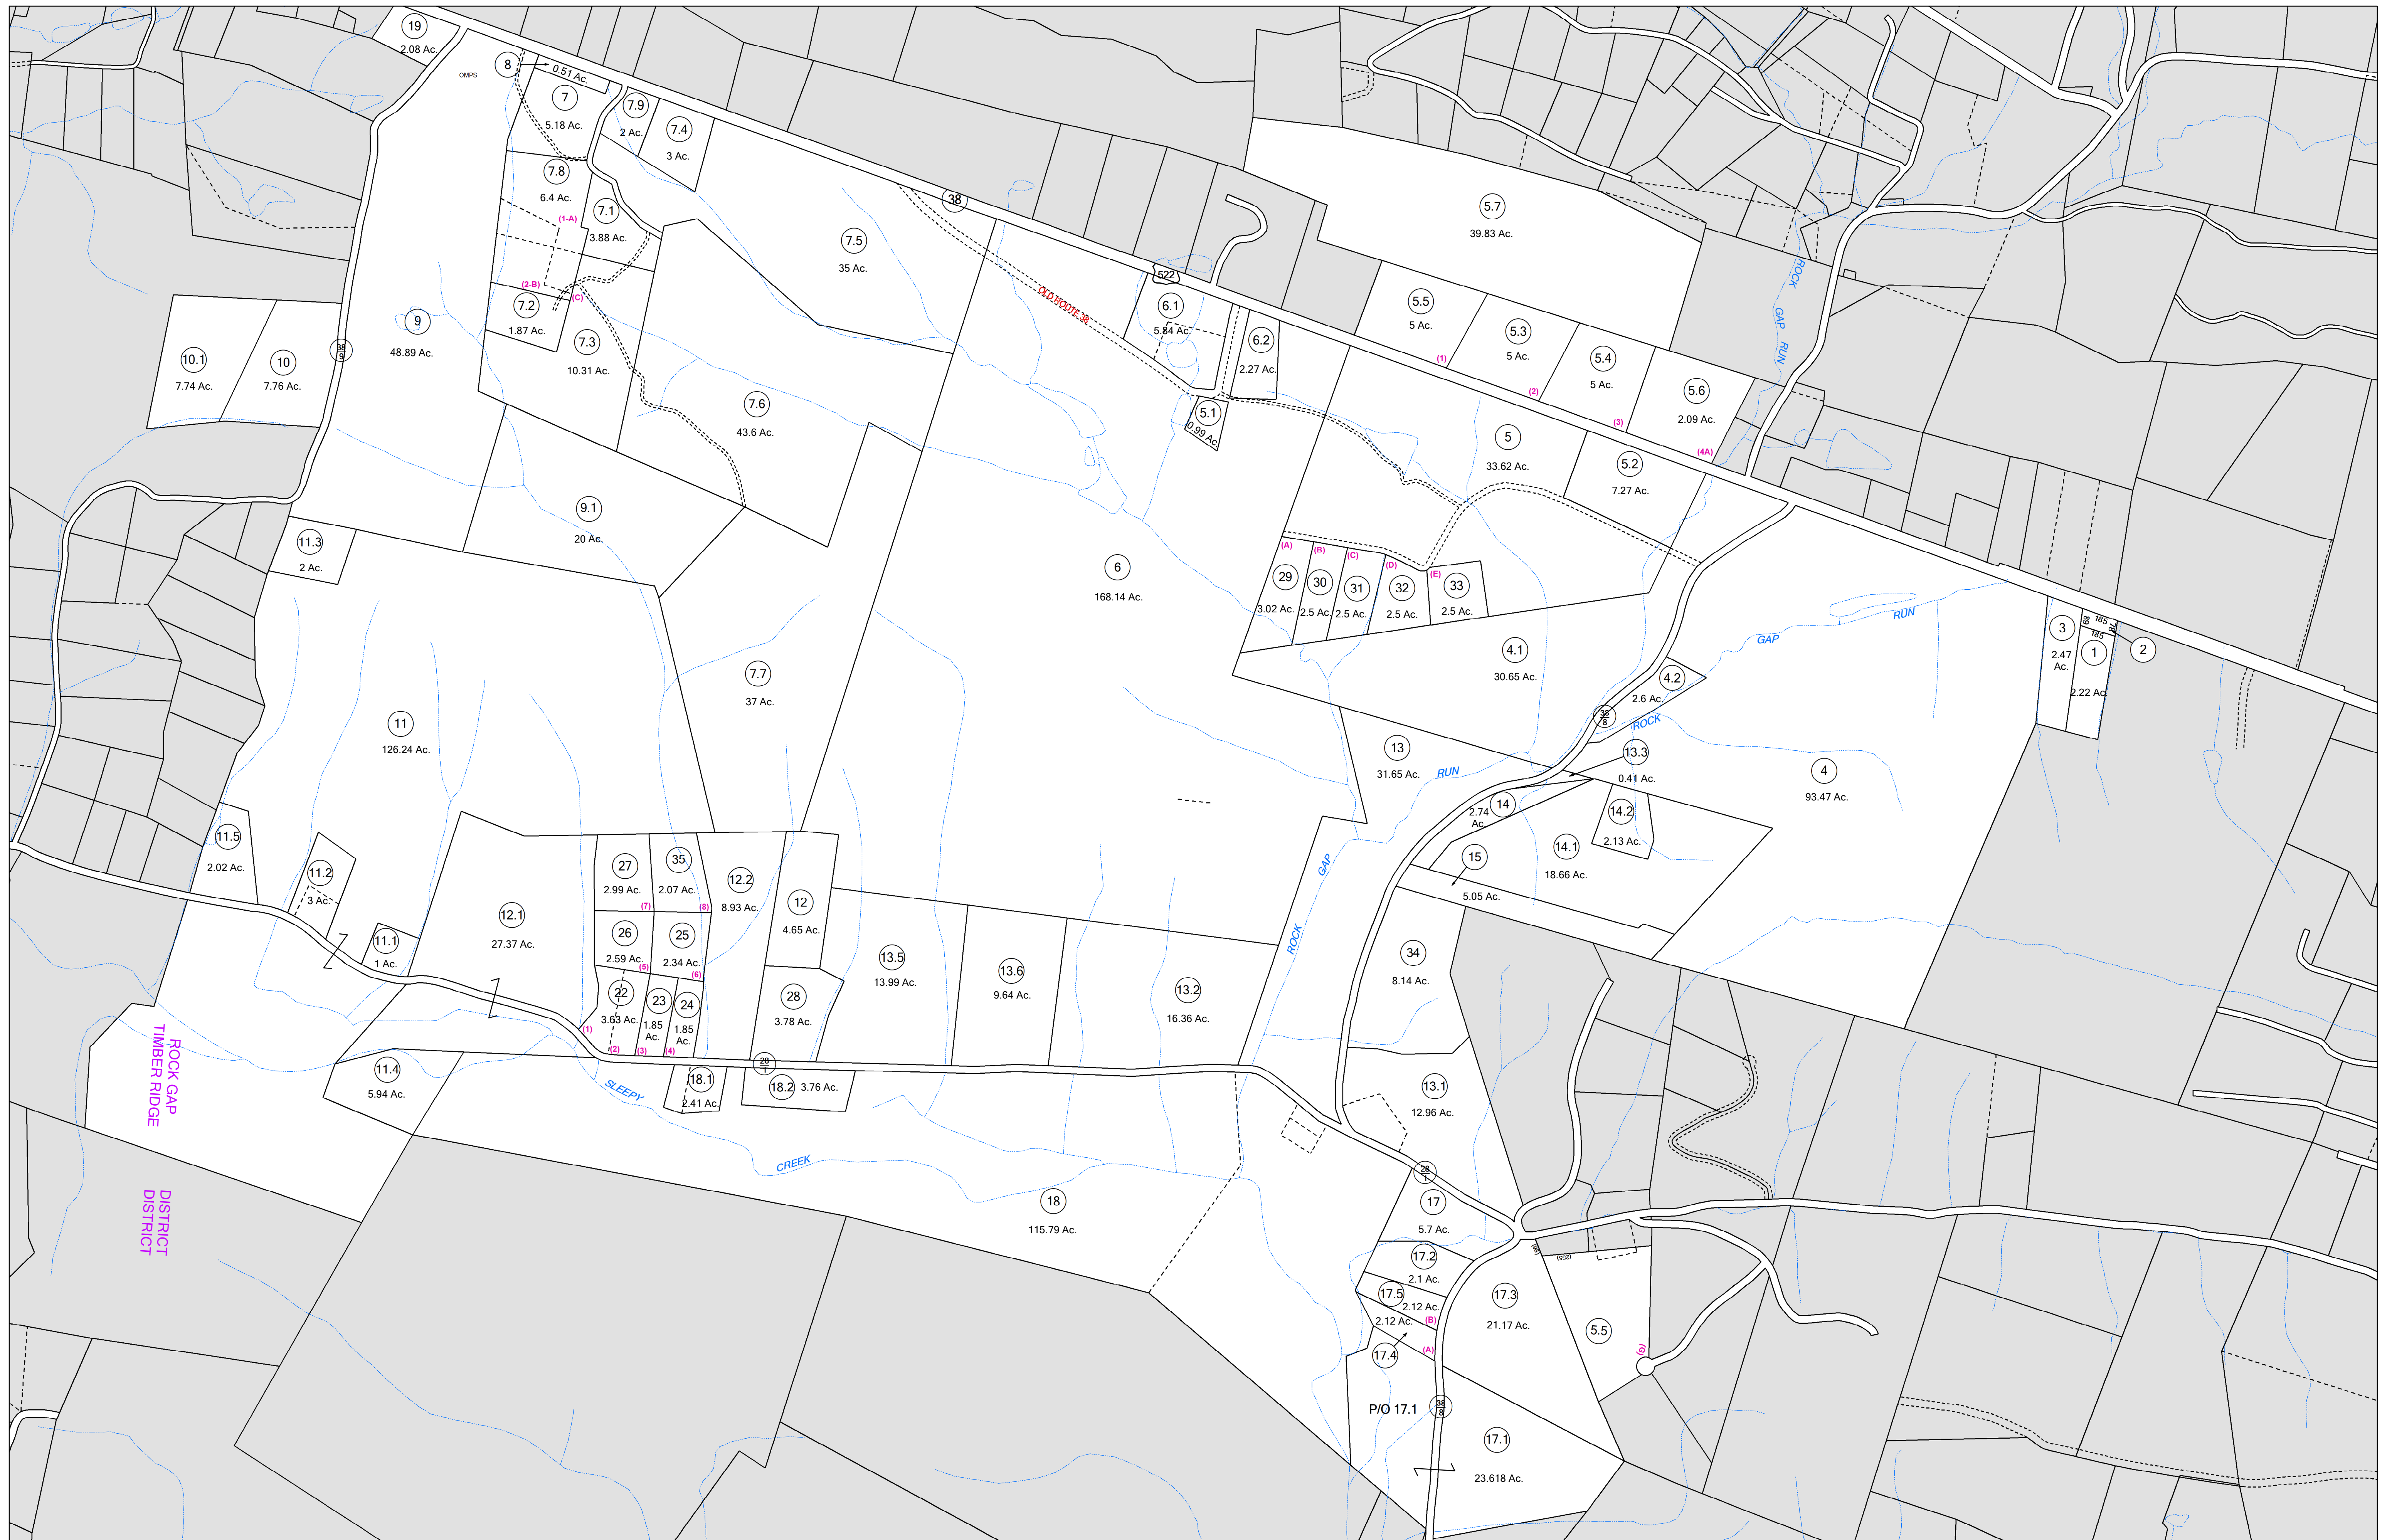 19
2.08 Ac.
OMPS
8
0.51 Ac.
7
5.18 Ac.
7.9
2 Ac.
7.4
3 Ac.
7.8
6.4 Ac.
(1-A)
7.1
3.88 Ac.
38
7.5
35 Ac.
5.7
39.83 Ac.
ROCK
GAP
RUN
(2-B)
(C)
7.2
1.87 Ac.
7.3
10.31 Ac.
9
48.89 Ac.
38
9
10.1
7.74 Ac.
10
7.76 Ac.
522
6.1
5.84 Ac.
6.2
2.27 Ac.
5.5
5 Ac.
(1)
5.3
5 Ac.
(2)
5.4
5 Ac.
(3)
5.6
2.09 Ac.
(4A)
7.6
43.6 Ac.
5.1
0.99 Ac.
5
33.62 Ac.
5.2
7.27 Ac.
9.1
20 Ac.
11.3
2 Ac.
6
168.14 Ac.
(A)
(B)
(C)
(D)
(E)
29
3.02 Ac.
30
2.5 Ac.
31
2.5 Ac.
32
2.5 Ac.
33
2.5 Ac.
GAP
RUN
3
2.47
Ac.
89
185
78
185
1
2.22 Ac.
2
4.1
30.65 Ac.
4.2
2.6 Ac.
38
8
ROCK
7.7
37 Ac.
11
126.24 Ac.
13
31.65 Ac.
RUN
13.3
0.41 Ac.
4
93.47 Ac.
14
2.74
Ac.
14.2
2.13 Ac.
14.1
18.66 Ac.
15
5.05 Ac.
GAP
ROCK
11.5
2.02 Ac.
11.2
3 Ac.
11.1
1 Ac.
12.1
27.37 Ac.
27
2.99 Ac.
(7)
35
2.07 Ac.
(8)
12.2
8.93 Ac.
12
4.65 Ac.
26
2.59 Ac.
(5)
25
2.34 Ac.
(6)
13.5
13.99 Ac.
13.6
9.64 Ac.
13.2
16.36 Ac.
34
8.14 Ac.
22
3.63 Ac.
23
1.85
Ac.
24
1.85
Ac.
28
3.78 Ac.
(1)
(2)
(3)
(4)
28
1
11.4
5.94 Ac.
SLEEPY
18.1
2.41 Ac.
18.2
3.76 Ac.
13.1
12.96 Ac.
ROCK GAP
TIMBER RIDGE
DISTRICT
DISTRICT
CREEK
18
115.79 Ac.
28
1
17
5.7 Ac.
17.2
2.1 Ac.
17.5
2.12 Ac.
(B)
2.12 Ac.
17.4
(A)
17.3
21.17 Ac.
5.5
(G)
P/O 17.1
38
8
17.1
23.618 Ac.